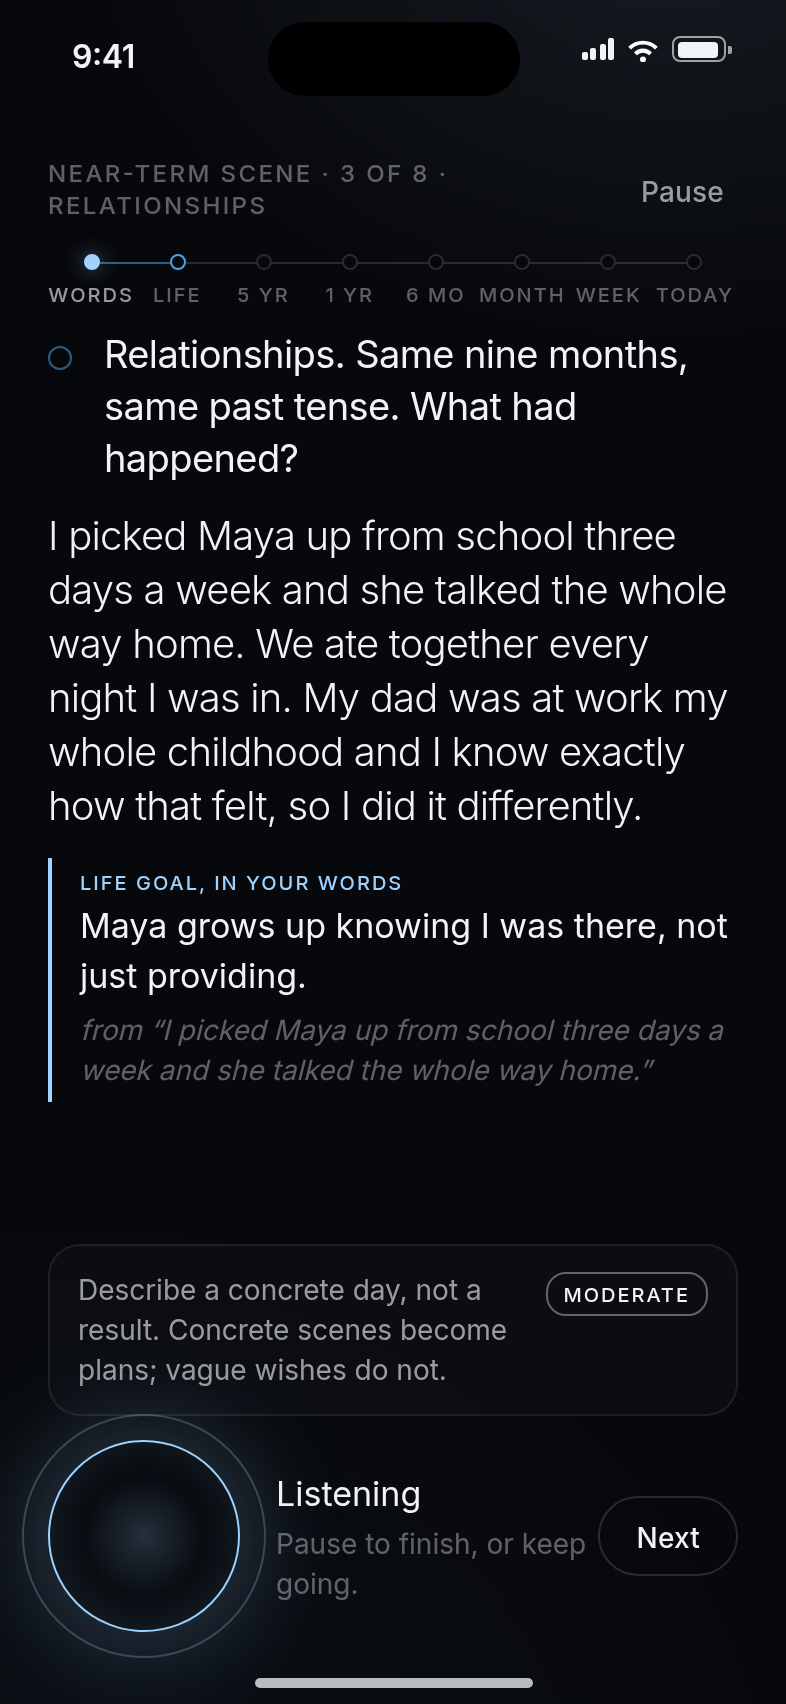 9:41
NEAR-TERM SCENE · 3 OF 8 ·
RELATIONSHIPS
Pause
WORDS LIFE 5 YR 1 YR 6 MO MONTH WEEK TODAY
Relationships. Same nine months,
same past tense. What had
happened?
I picked Maya up from school three
days a week and she talked the whole
way home. We ate together every
night I was in. My dad was at work my
whole childhood and I know exactly
how that felt, so I did it differently.
LIFE GOAL, IN YOUR WORDS
Maya grows up knowing I was there, not
just providing.
from “I picked Maya up from school three days a
week and she talked the whole way home.”
Describe a concrete day, not a
result. Concrete scenes become
plans; vague wishes do not.
MODERATE
Listening
Pause to finish, or keep
going.
Next